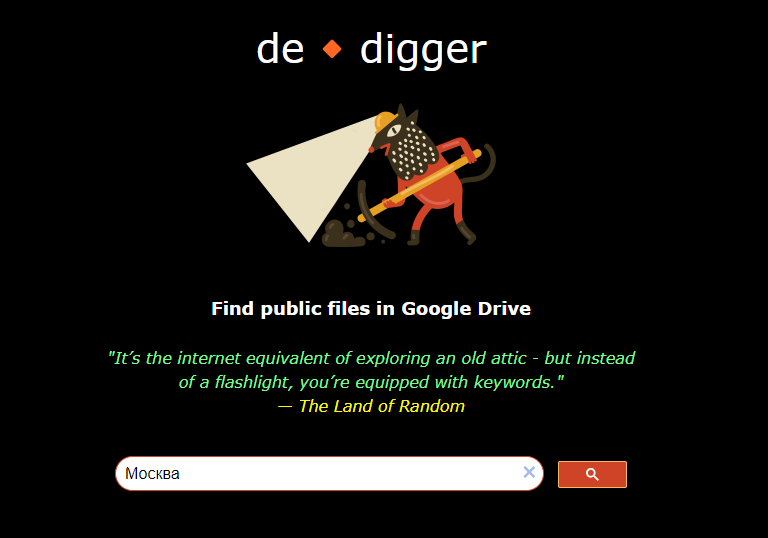 de ◆ digger
Find public files in Google Drive
"It’s the internet equivalent of exploring an old attic - but instead
of a flashlight, you’re equipped with keywords."
— The Land of Random
Москва